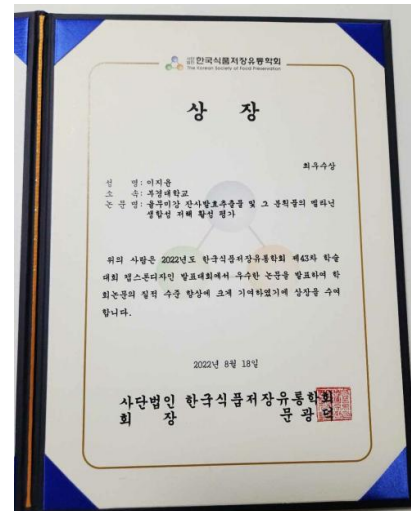 사단법인 한국식품저장유통학회
The Korean Society of Food Preservation
상 장
최우수상
성 명: 이지윤
소 속: 부경대학교
논 문 명: 율무미강 잔사발효추출물 및 그 분획물의 멜라닌
생합성 저해 활성 평가
위의 사람은 2022년도 한국식품저장유통학회 제43차 학술
대회 캡스톤디자인 발표대회에서 우수한 논문을 발표하여 학
회논문의 질적 수준 향상에 크게 기여하였기에 상장을 수여
합니다.
2022년 8월 18일
사단법인 한국식품저장유통학회
회 장 문 광 덕